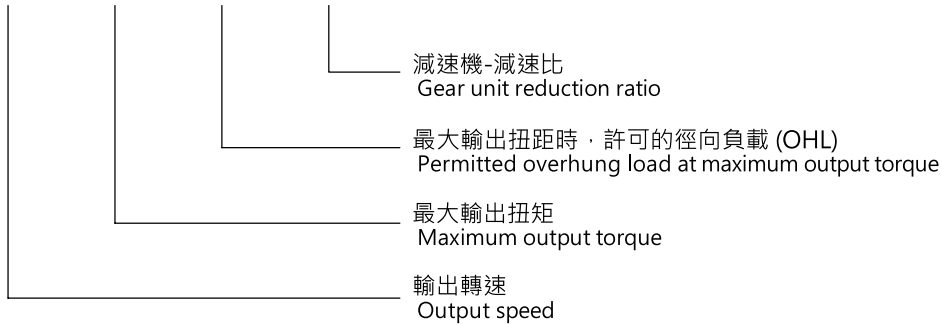 減速機-減速比
Gear unit reduction ratio
最大輸出扭距時，許可的徑向負載 (OHL)
Permitted overhung load at maximum output torque
最大輸出扭矩
Maximum output torque
輸出轉速
Output speed